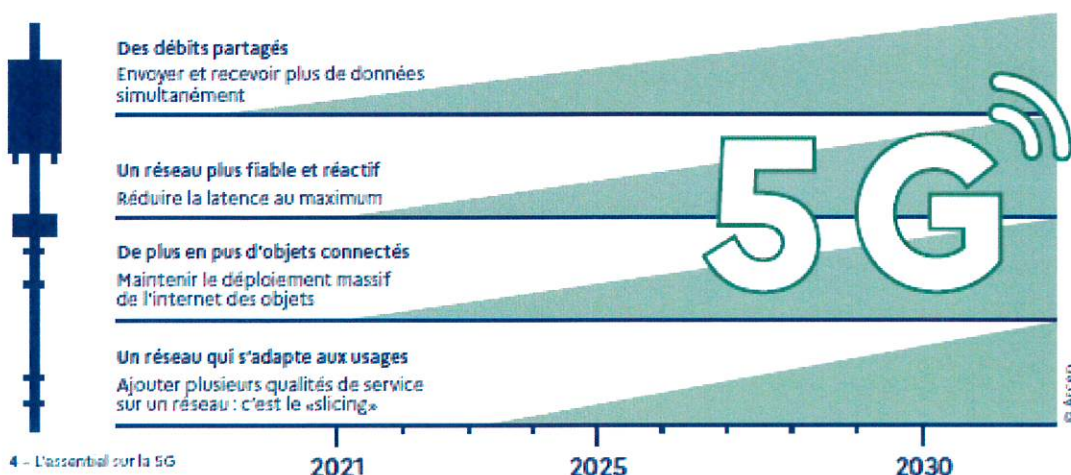 Des débits partagés
Envoyer et recevoir plus de données
simultanément
Un réseau plus fiable et réactif
Réduire la latence au maximum
De plus en pus d'objets connectés
Maintenir le déploiement massif
de l'internet des objets
Un réseau qui s'adapte aux usages
Ajouter plusieurs qualités de service
sur un réseau : c'est le «slicing»
5G
© Arcep
4 – L'essentiel sur la 5G
2021
2025
2030